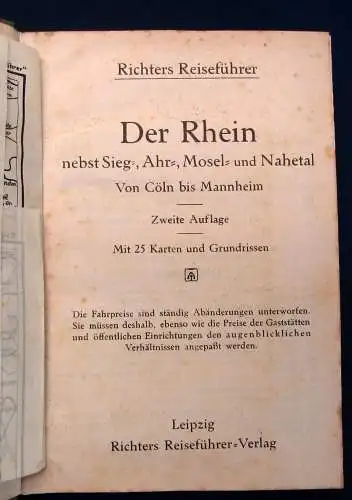 Richters Reiseführer
Der Rhein
nebst Sieg=, Ahr=, Mosel= und Nahetal
Von Cöln bis Mannheim
Zweite Auflage
Mit 25 Karten und Grundrissen
Die Fahrpreise sind ständig Abänderungen unterworfen.
Sie müssen deshalb, ebenso wie die Preise der Gaststätten
und öffentlichen Einrichtungen den augenblicklichen
Verhältnissen angepaßt werden.
Leipzig
Richters Reiseführer=Verlag